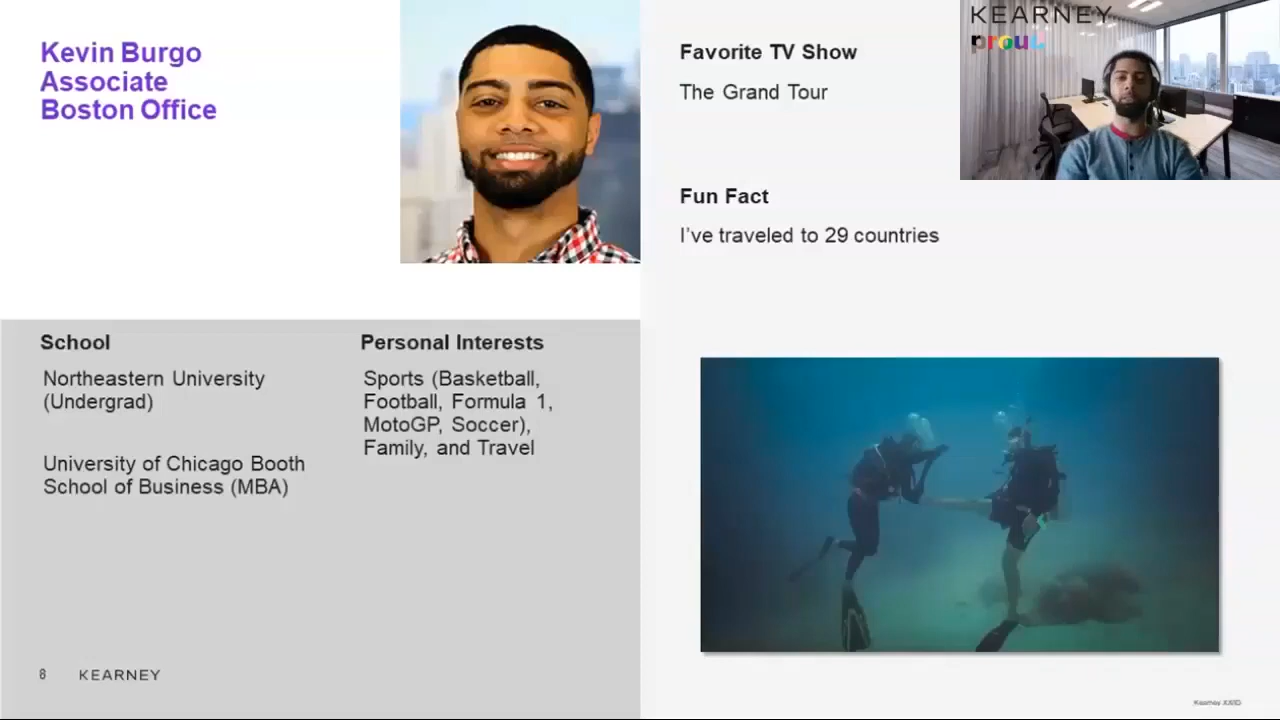 Kevin Burgo
Associate
Boston Office
Favorite TV Show
The Grand Tour
KEARNEY
proud
Fun Fact
I've traveled to 29 countries
School
Northeastern University
(Undergrad)
University of Chicago Booth
School of Business (MBA)
Personal Interests
Sports (Basketball,
Football, Formula 1,
MotoGP, Soccer),
Family, and Travel
8 KEARNEY
Kearney